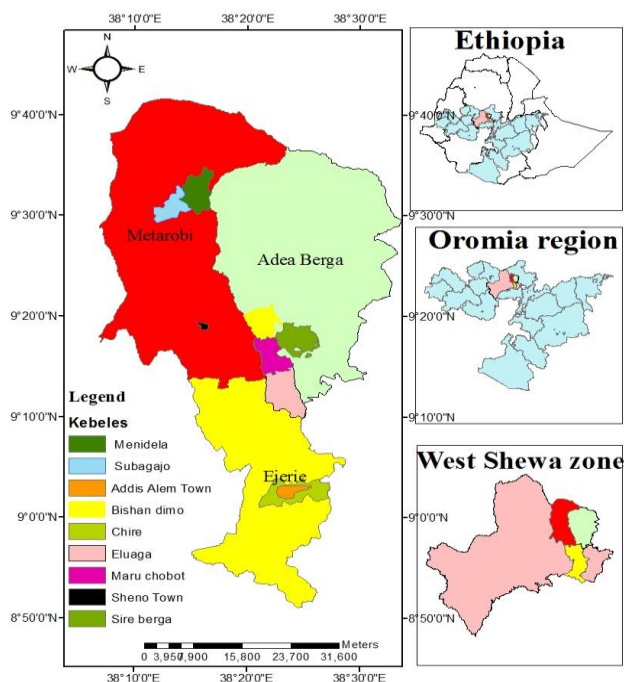 38°10'0"E 38°20'0"E 38°30'0"E
N
W E
S
9°40'0"N
9°30'0"N
9°20'0"N
9°10'0"N
9°0'0"N
8°50'0"N
Metarobi
Adea Berga
Ejerie
Legend
Kebeles
Menidela
Subagajo
Addis Alem Town
Bishan dimo
Chire
Eluaga
Maru chobot
Sheno Town
Sire berga
Meters
0 3,950 7,900 15,800 23,700 31,600
38°10'0"E 38°20'0"E 38°30'0"E
Ethiopia
9°40'0"N
9°30'0"N
Oromia region
9°20'0"N
9°10'0"N
West Shewa zone
9°0'0"N
8°50'0"N